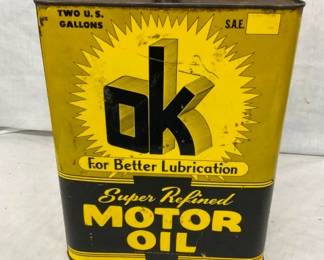 TWO U.S.
GALLONS
S.A.E.
ok
For Better Lubrication
Super Refined
MOTOR
OIL